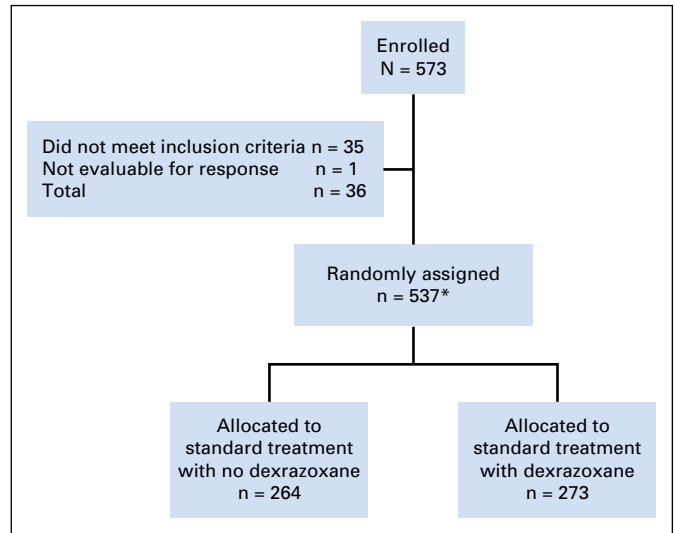 Enrolled
N = 573
Did not meet inclusion criteria n = 35
Not evaluable for response n = 1
Total n = 36
Randomly assigned
n = 537*
Allocated to
standard treatment
with no dexrazoxane
n = 264
Allocated to
standard treatment
with dexrazoxane
n = 273